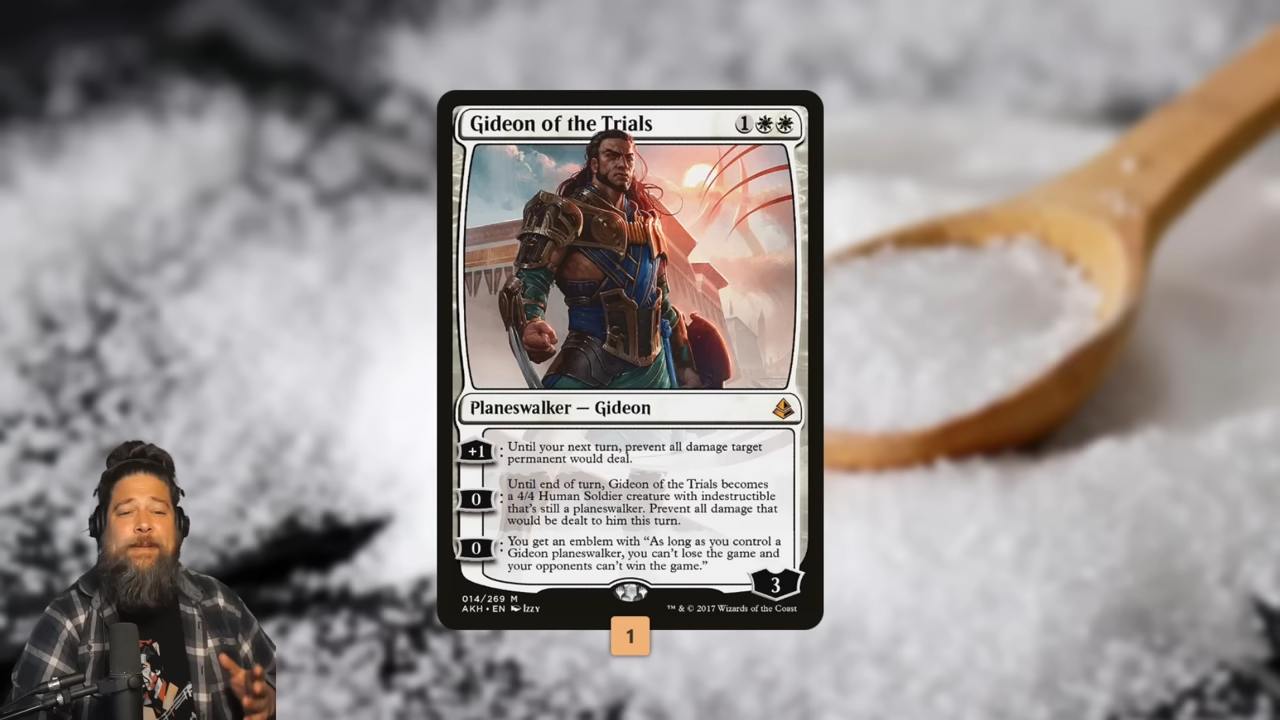 Gideon of the Trials 1
Planeswalker — Gideon
+1 : Until your next turn, prevent all damage target
permanent would deal.
0 : Until end of turn, Gideon of the Trials becomes
a 4/4 Human Soldier creature with indestructible
that's still a planeswalker. Prevent all damage that
would be dealt to him this turn.
0 : You get an emblem with “As long as you control a
Gideon planeswalker, you can't lose the game and
your opponents can't win the game.”
3
014/269 M
AKH • EN Izzy
™ & © 2017 Wizards of the Coast
1